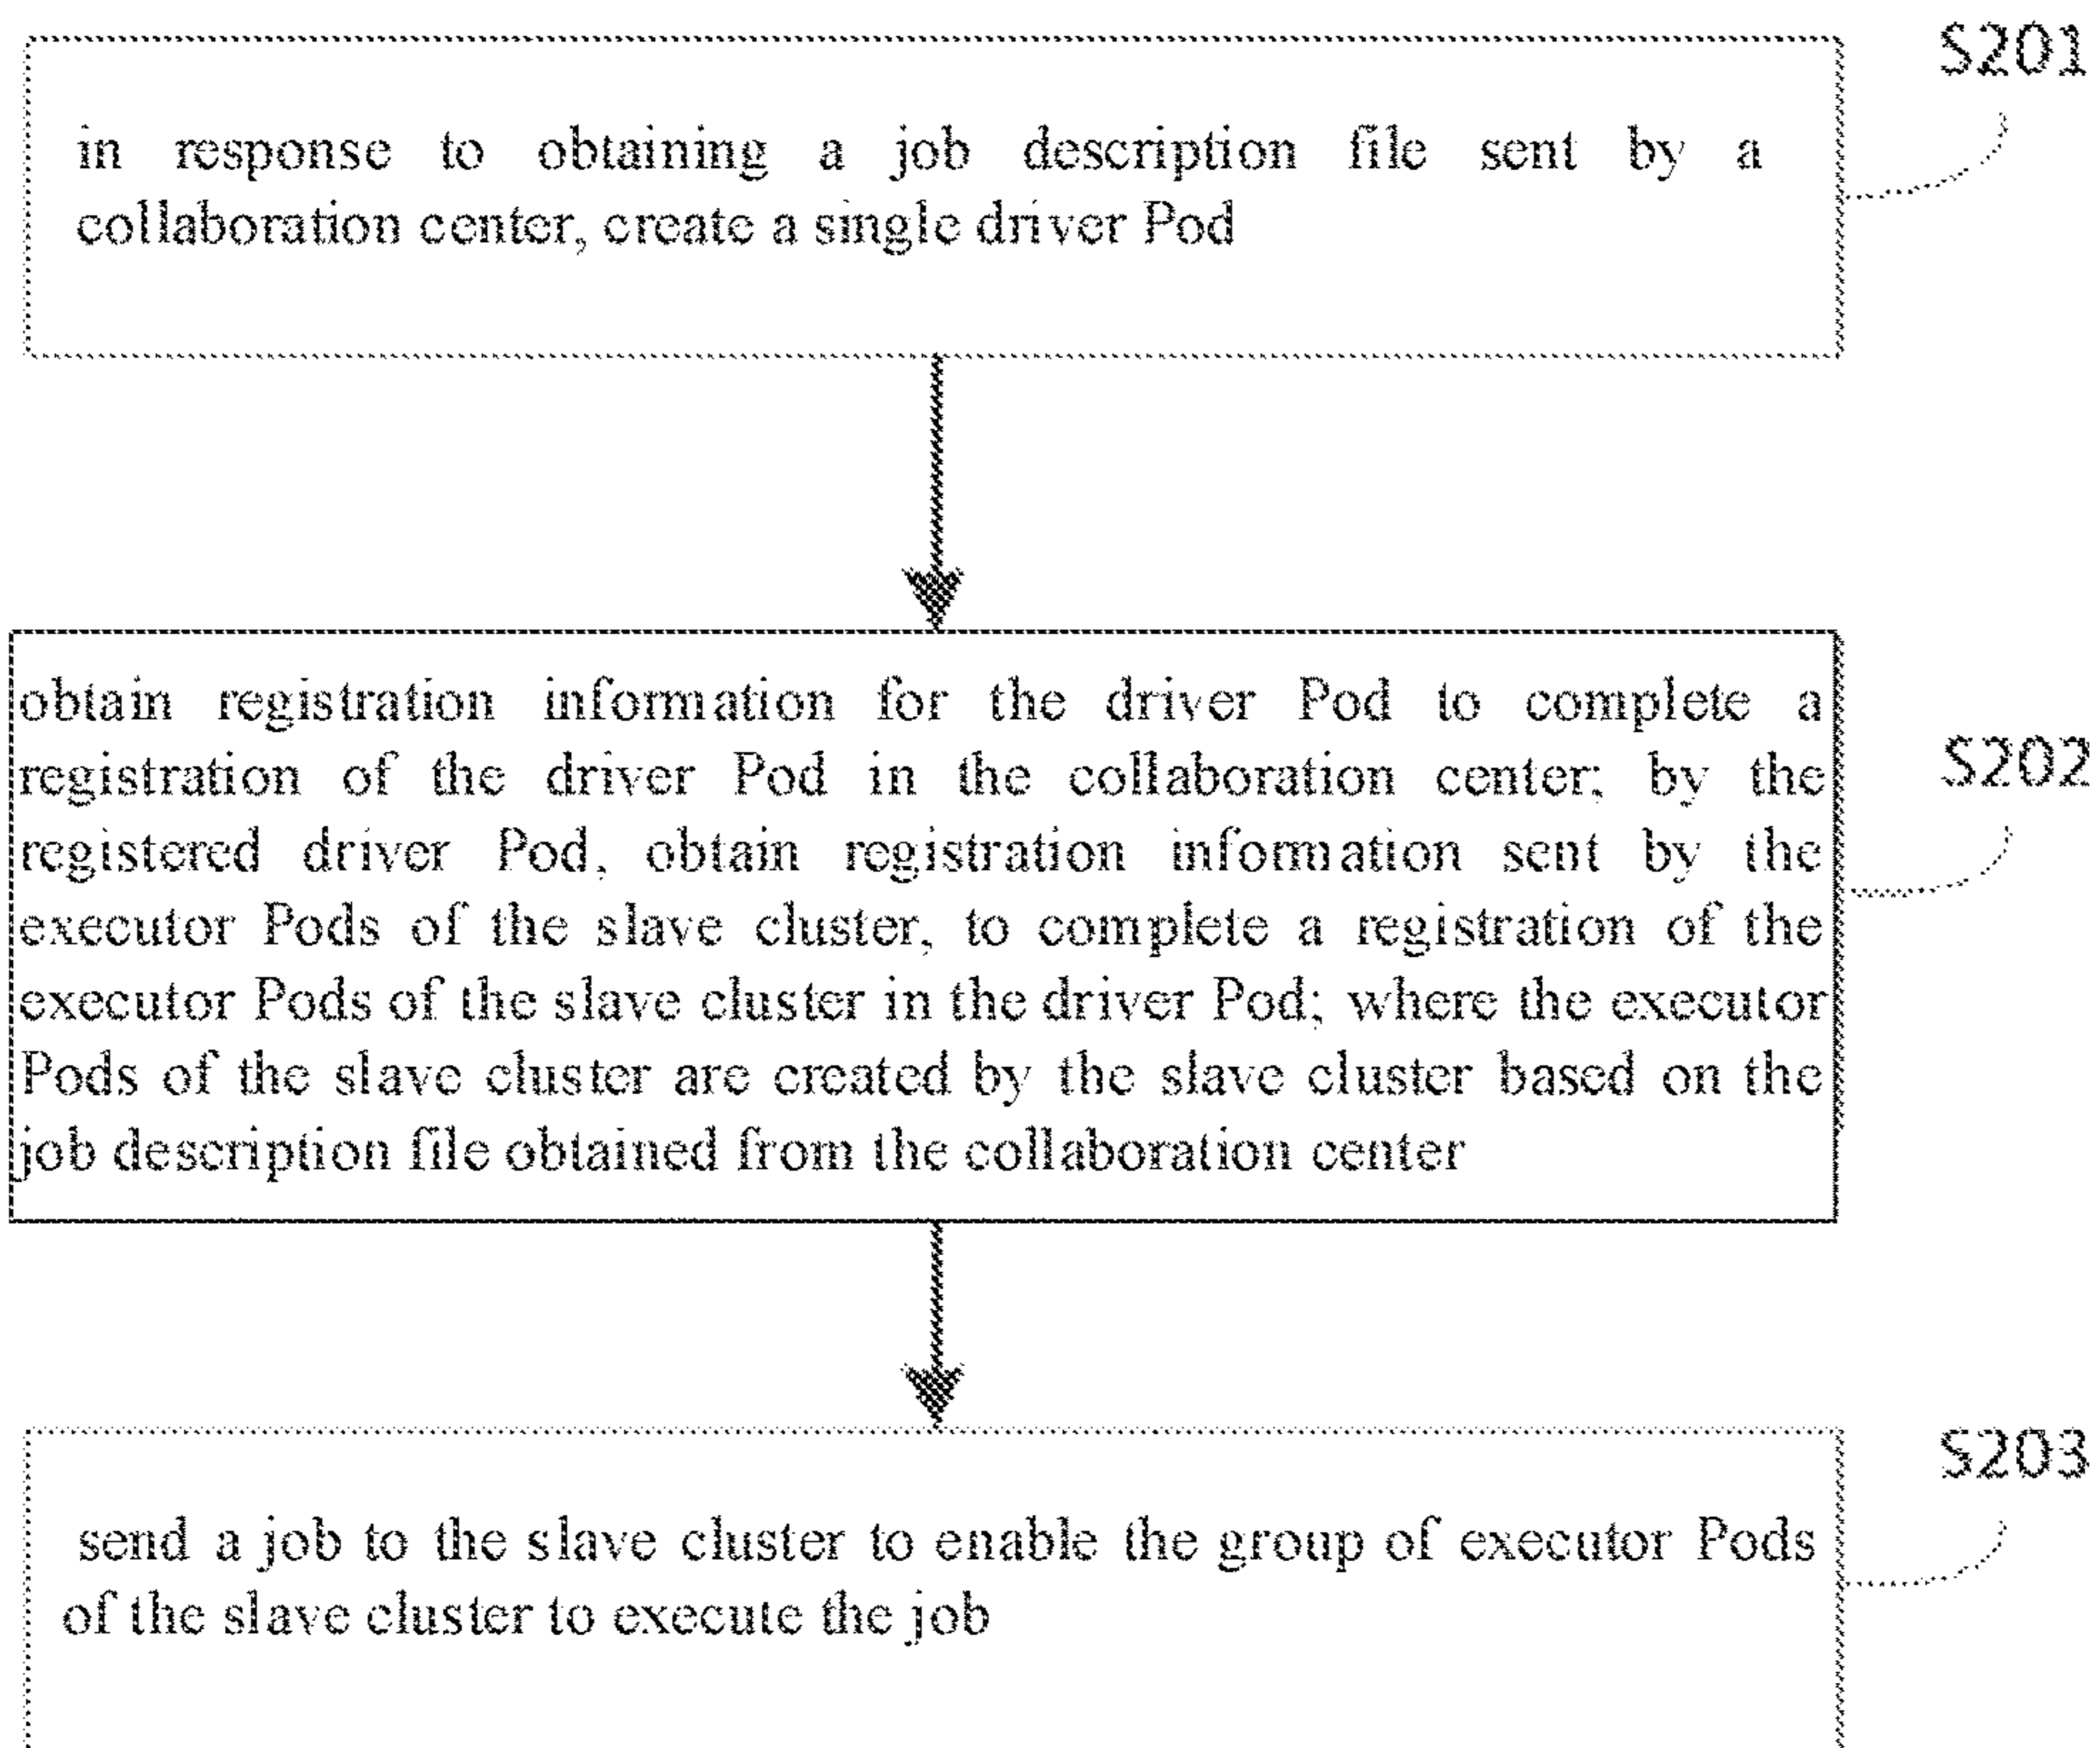 S201
in response to obtaining a job description file sent by a
collaboration center, create a single driver Pod
obtain registration information for the driver Pod to complete a
registration of the driver Pod in the collaboration center; by the
S202
registered driver Pod, obtain registration information sent by the
executor Pods of the slave cluster, to complete a registration of the
executor Pods of the slave cluster in the driver Pod; where the executor
Pods of the slave cluster are created by the slave cluster based on the
job description file obtained from the collaboration center
S203
send a job to the slave cluster to enable the group of executor Pods
of the slave cluster to execute the job